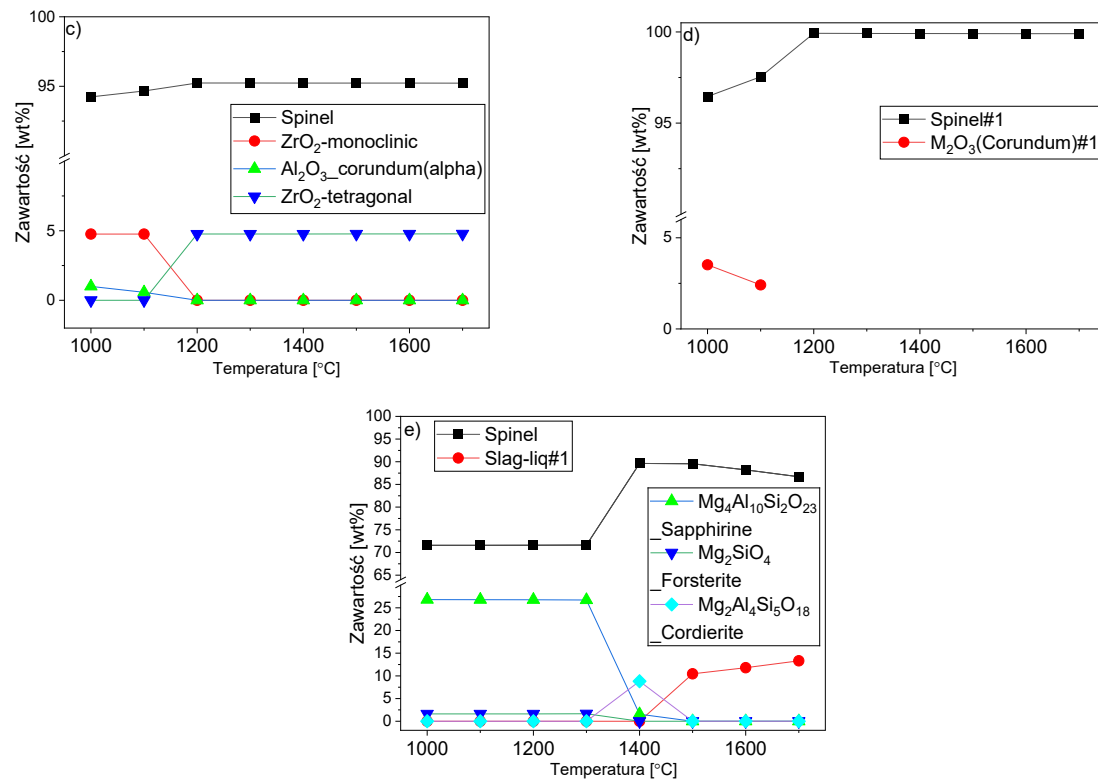 c)
100
95
5
0
Zawartość [wt%]
Spinel
ZrO₂-monoclinic
Al₂O₃_corundum(alpha)
ZrO₂-tetragonal
1000
1200
1400
1600
Temperatura [°C]
d)
100
95
5
0
Zawartość [wt%]
Spinel#1
M₂O₃(Corundum)#1
1000
1200
1400
1600
Temperatura [°C]
e)
100
95
90
85
80
75
70
65
25
20
15
10
5
0
Zawartość [wt%]
Spinel
Slag-liq#1
Mg₄Al₁₀Si₂O₂₃
_Sapphirine
Mg₂SiO₄
_Forsterite
Mg₂Al₄Si₅O₁₈
_Cordierite
1000
1200
1400
1600
Temperatura [°C]